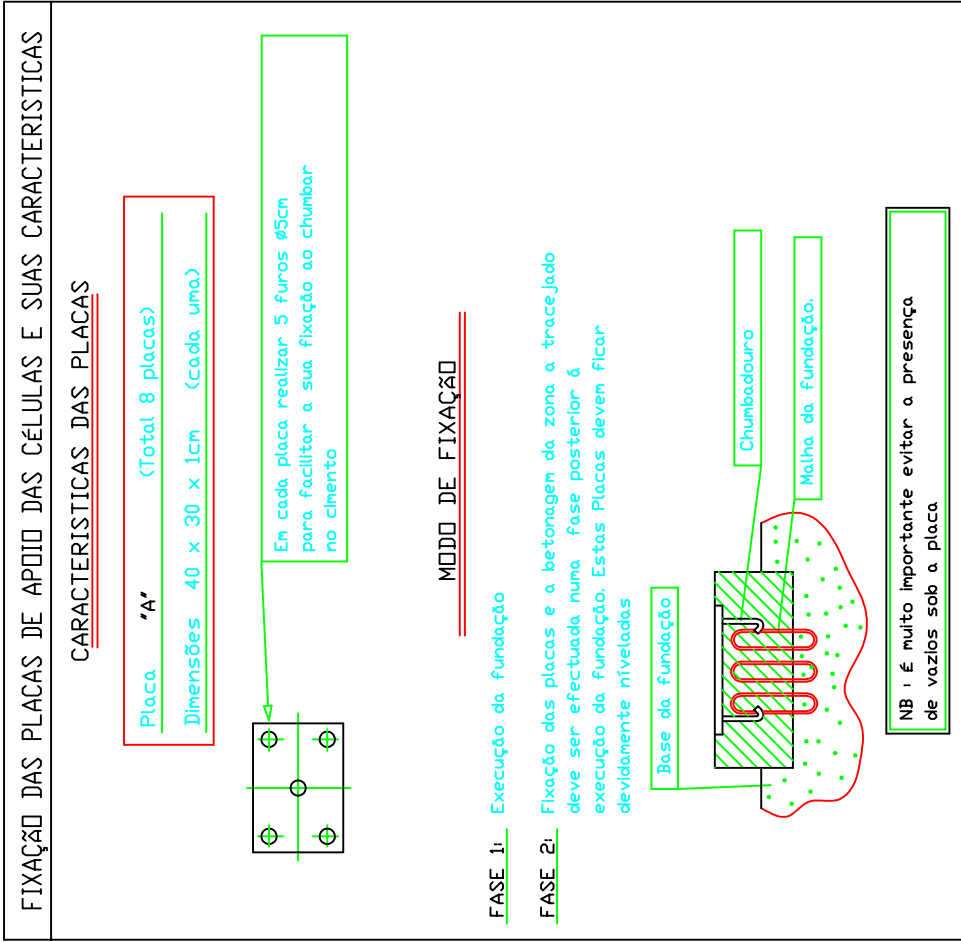 FIXAÇÃO DAS PLACAS DE APOIO DAS CÉLULAS E SUAS CARACTERISTICAS
CARACTERISTICAS DAS PLACAS
Placa "A" (Total 8 placas)
Dimensões 40 x 30 x 1cm (cada uma)
Em cada placa realizar 5 furos ø5cm
para facilitar a sua fixação ao chumbar
no cimento
MODO DE FIXAÇÃO
FASE 1: Execução da fundação
FASE 2: Fixação das placas e a betonagem da zona a tracejado
deve ser efectuada numa fase posterior á
execução da fundação. Estas Placas devem ficar
devidamente níveladas
Base da fundação
Chumbadouro
Malha da fundação.
NB : É muito importante evitar a presença
de vazios sob a placa